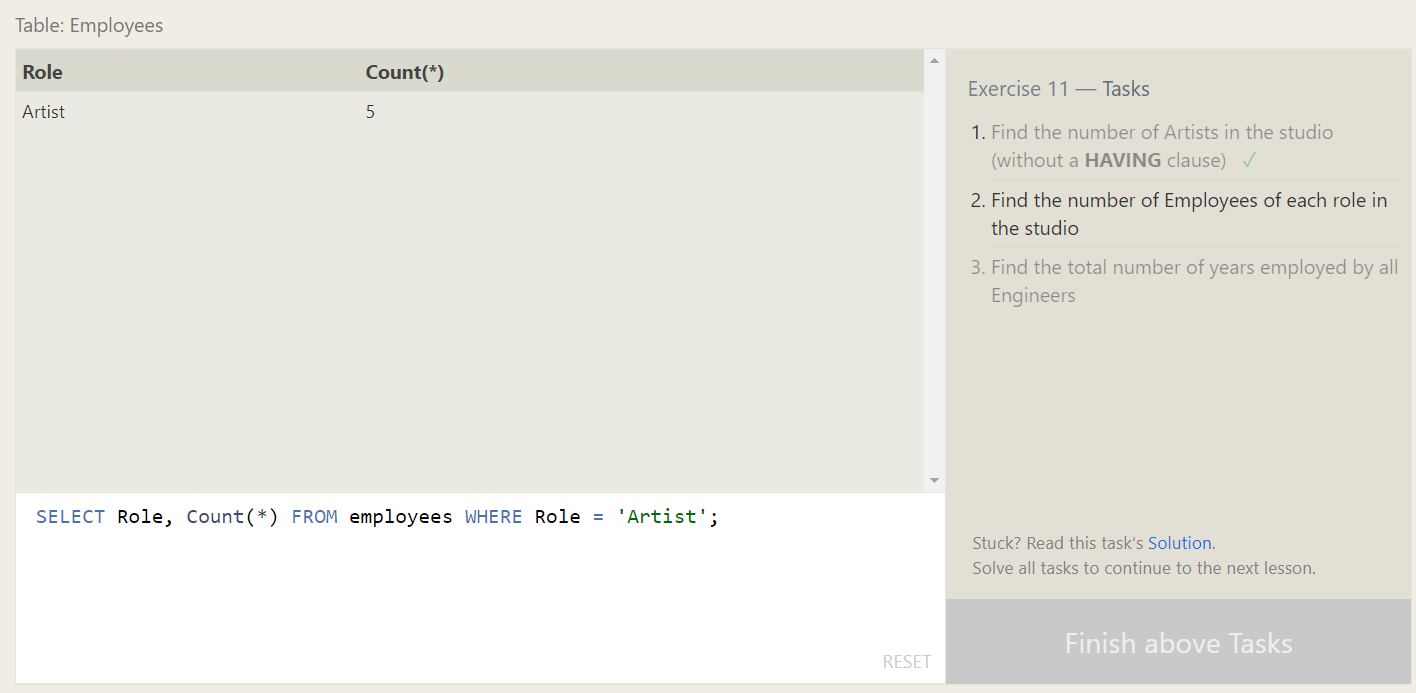 Table: Employees
Role Count(*)
Artist 5
SELECT Role, Count(*) FROM employees WHERE Role = 'Artist';
RESET
Exercise 11 — Tasks
1. Find the number of Artists in the studio
(without a HAVING clause) ✓
2. Find the number of Employees of each role in
the studio
3. Find the total number of years employed by all
Engineers
Stuck? Read this task's Solution.
Solve all tasks to continue to the next lesson.
Finish above Tasks